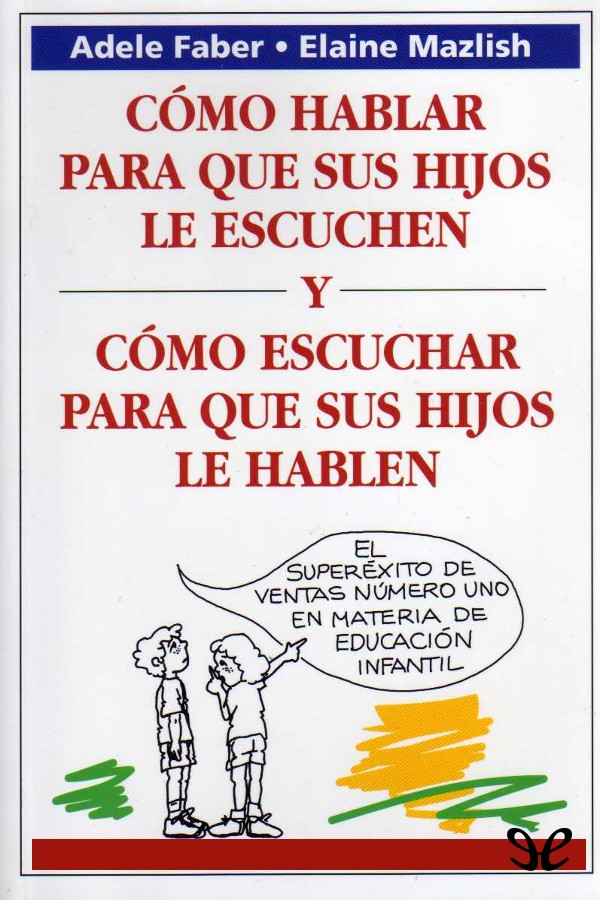 Adele Faber • Elaine Mazlish
CÓMO HABLAR
PARA QUE SUS HIJOS
LE ESCUCHEN
Y
CÓMO ESCUCHAR
PARA QUE SUS HIJOS
LE HABLEN
EL
SUPERÉXITO DE
VENTAS NÚMERO UNO
EN MATERIA DE
EDUCACIÓN
INFANTIL